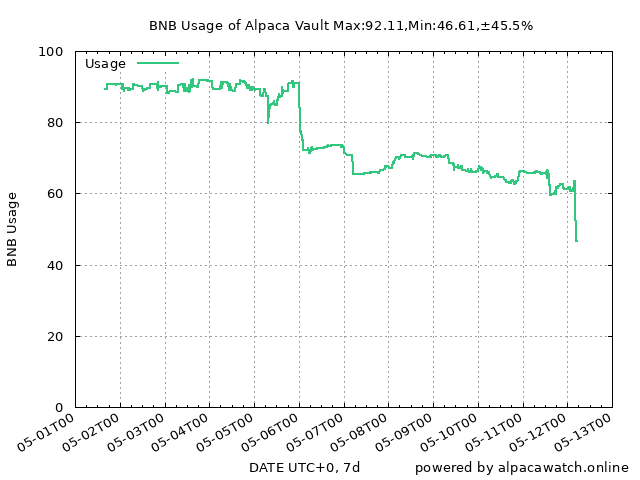 BNB Usage of Alpaca Vault Max:92.11,Min:46.61,±45.5%
Usage
BNB Usage
100
80
60
40
20
0
05-01T00
05-02T00
05-03T00
05-04T00
05-05T00
05-06T00
05-07T00
05-08T00
05-09T00
05-10T00
05-11T00
05-12T00
05-13T00
DATE UTC+0, 7d
powered by alpacawatch.online